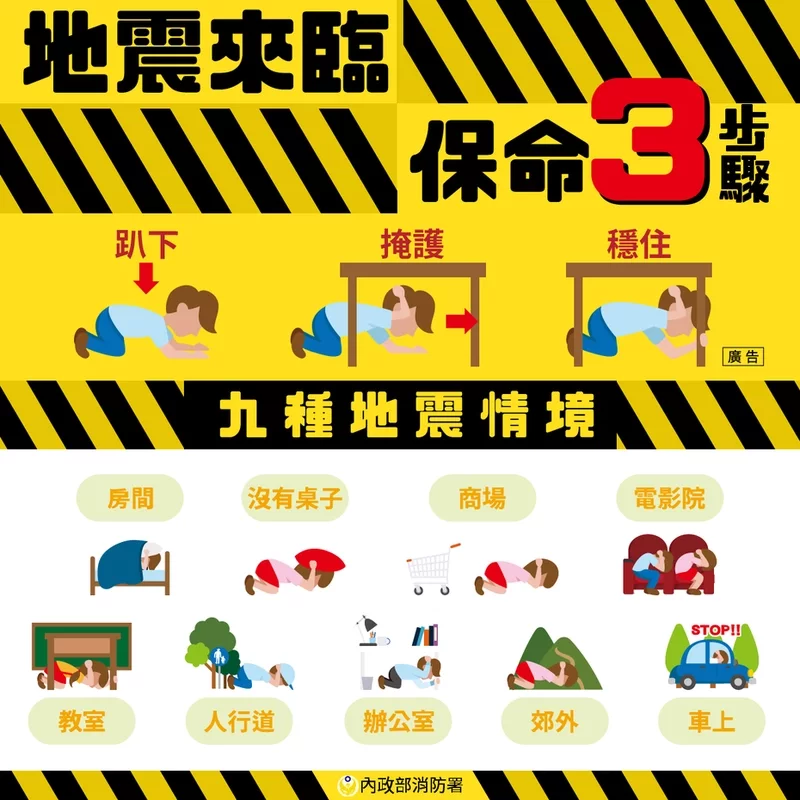 地震來臨
保命3步驟
趴下
掩護
穩住
廣告
九種地震情境
房間
沒有桌子
商場
電影院
STOP!!
教室
人行道
辦公室
郊外
車上
內政部消防署